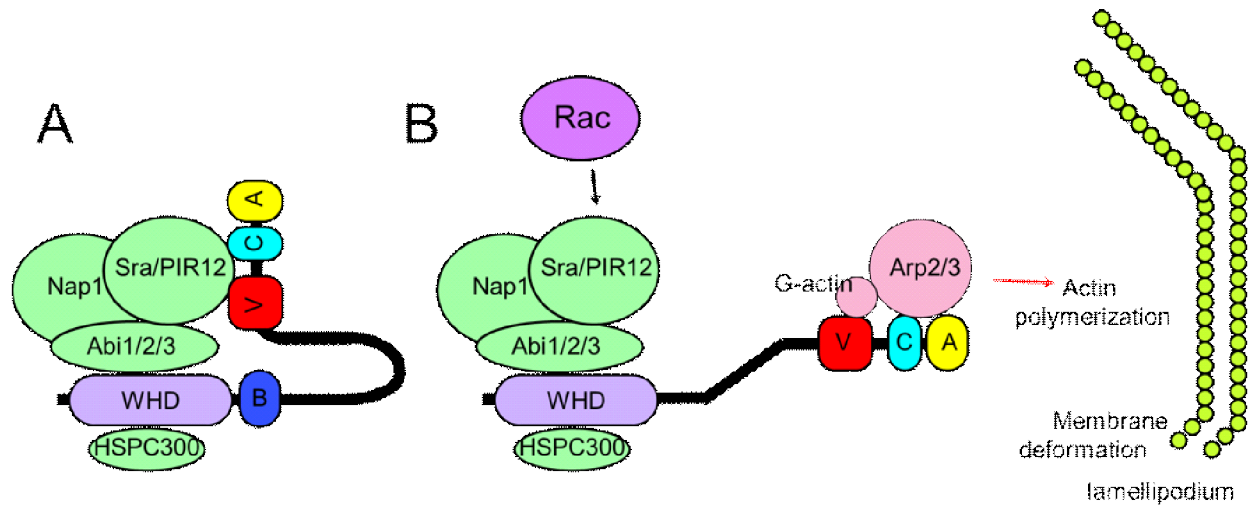 A
A
C
V
Nap1
Sra/PIR12
Abi1/2/3
WHD
B
HSPC300
B
Rac
Nap1
Sra/PIR12
Abi1/2/3
WHD
HSPC300
G-actin
Arp2/3
V
C
A
Actin
polymerization
Membrane
deformation
lamellipodium